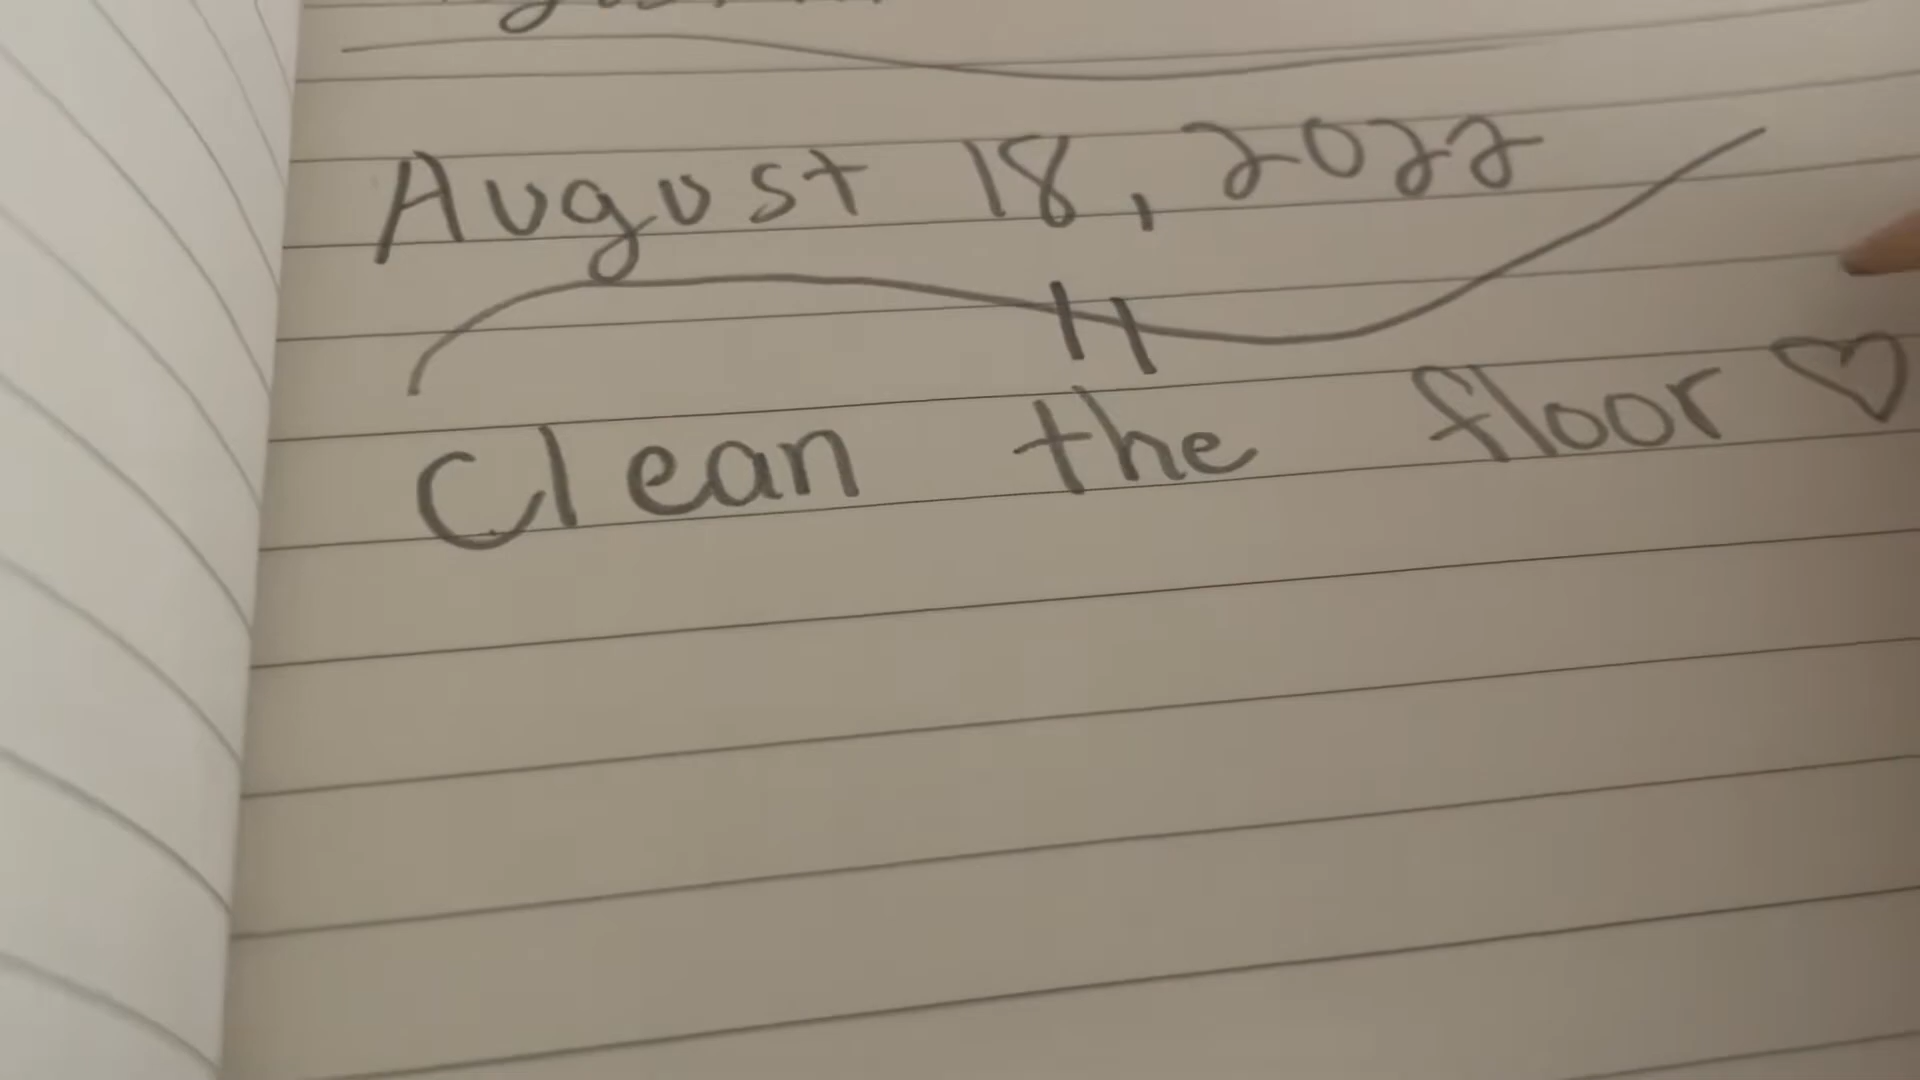 August 18, 2022
Clean the floor ♡